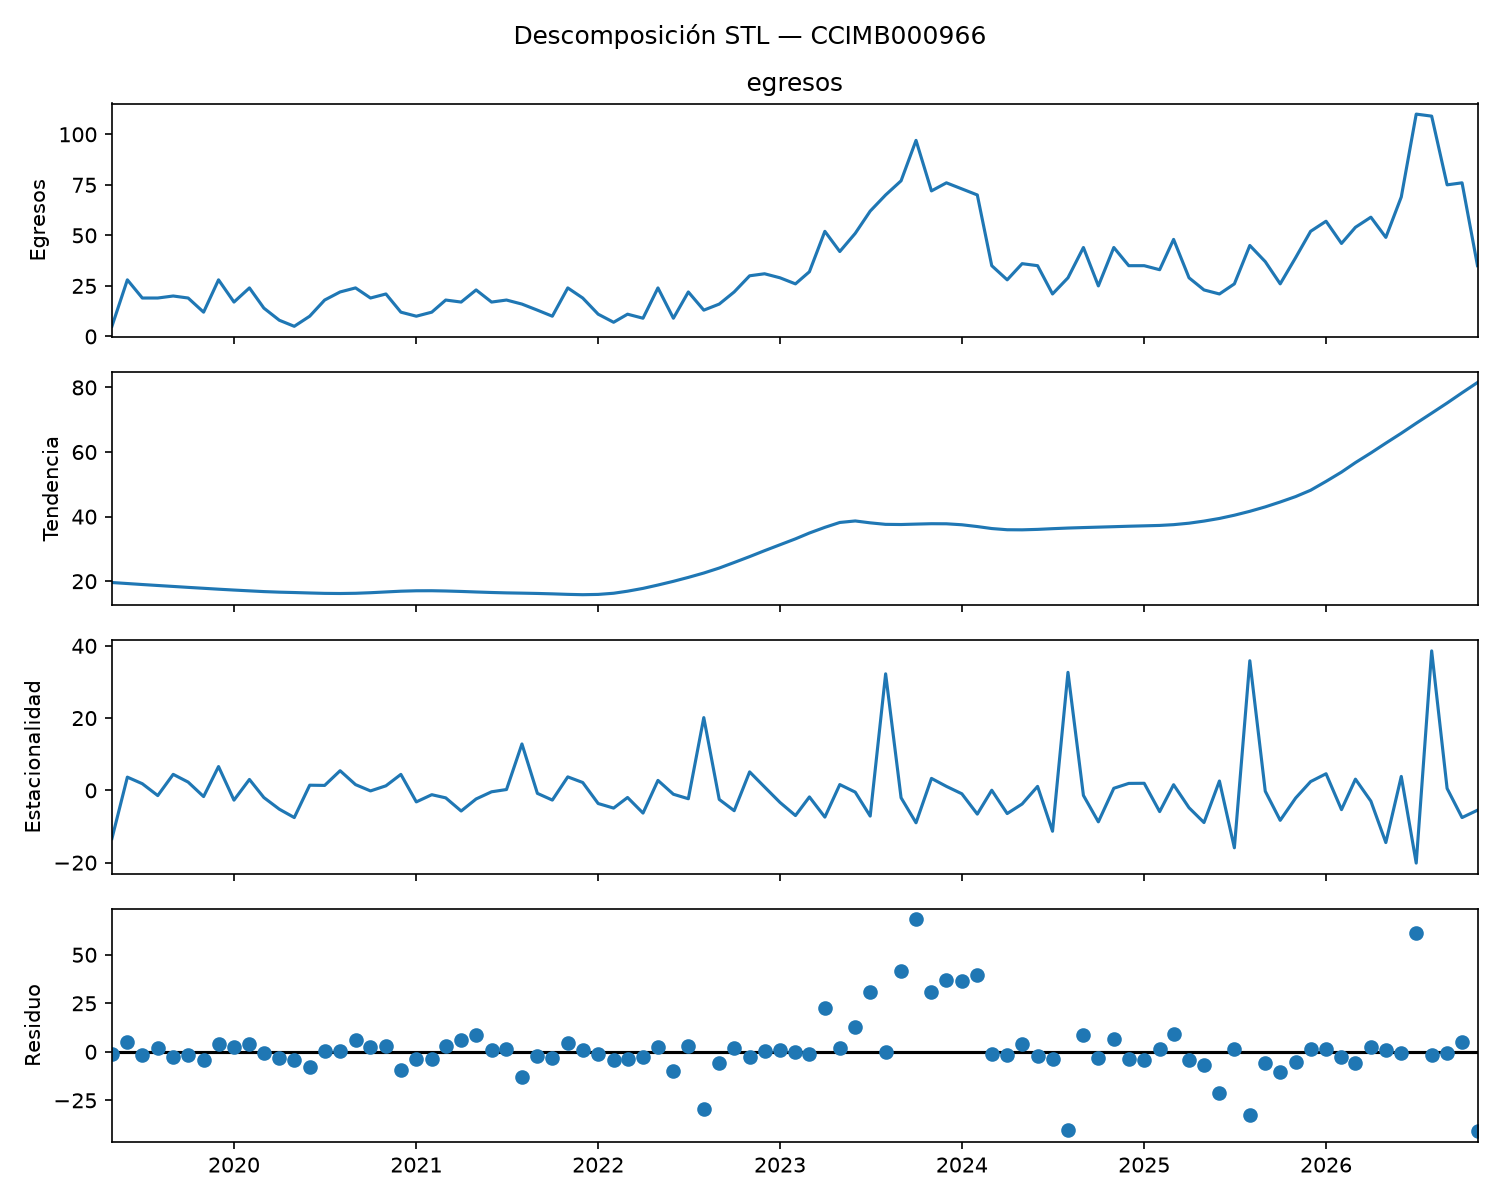 Descomposición STL — CCIMB000966
egresos
Egresos
100
75
50
25
0
Tendencia
80
60
40
20
Estacionalidad
40
20
0
−20
Residuo
50
25
0
−25
2020 2021 2022 2023 2024 2025 2026